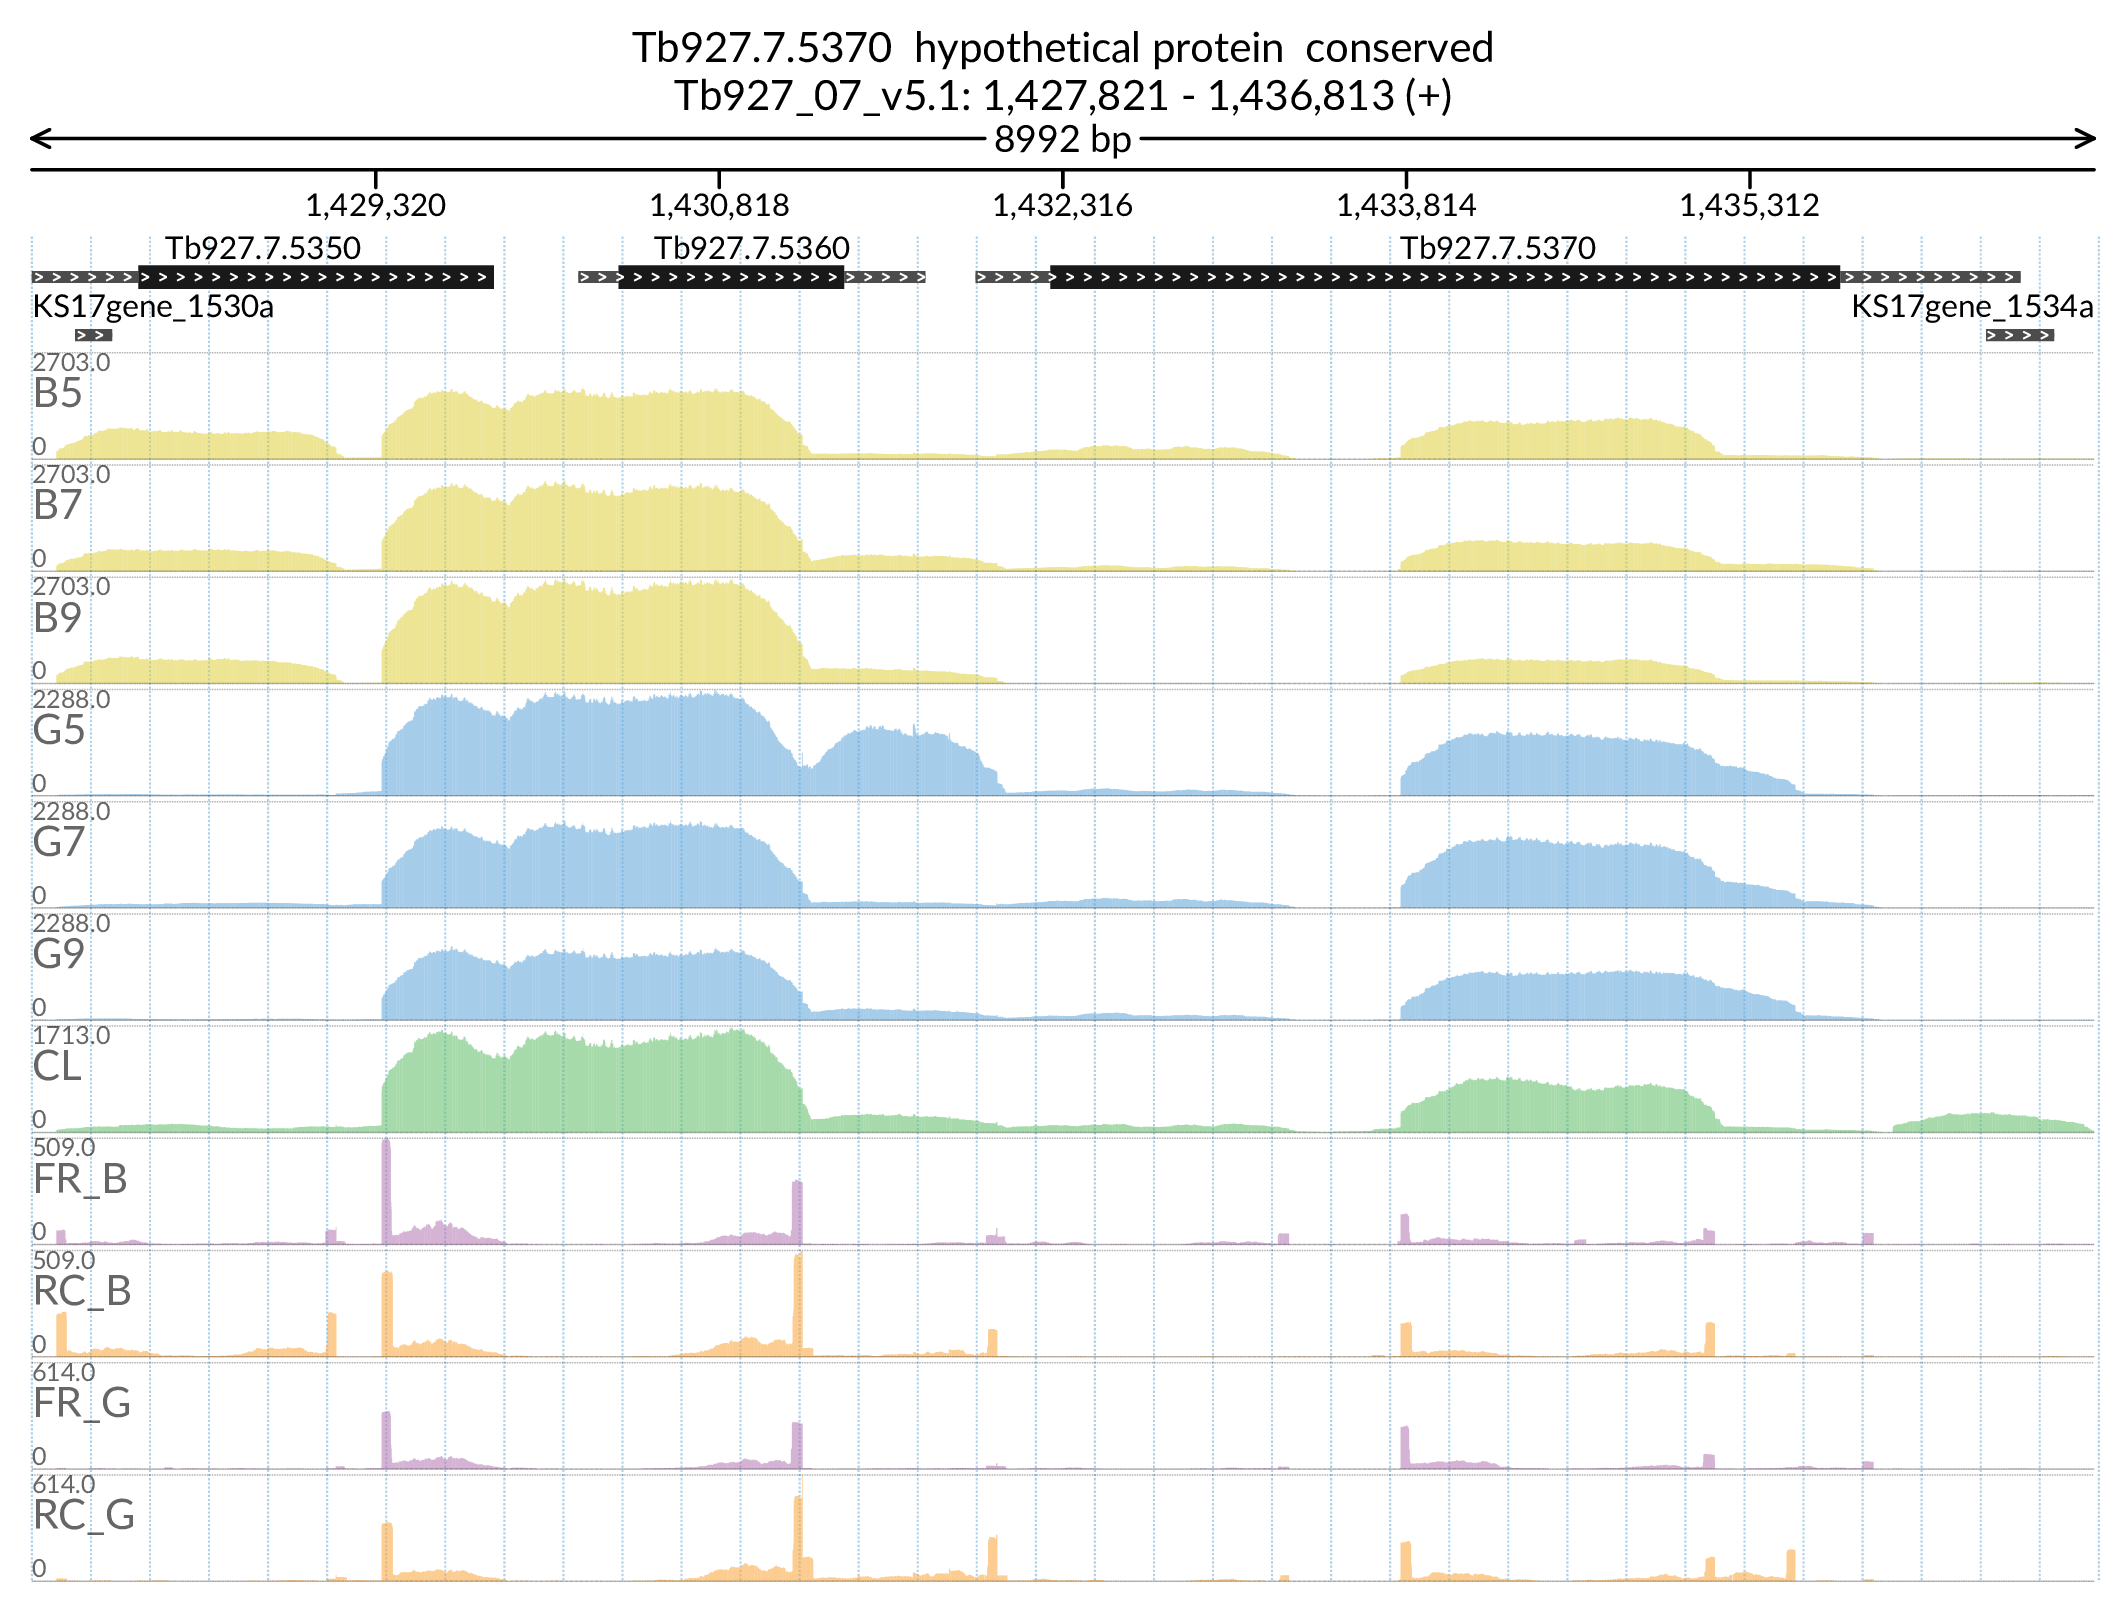 Tb927.7.5370 hypothetical protein conserved
Tb927_07_v5.1: 1,427,821 - 1,436,813 (+)
8992 bp
1,429,320 1,430,818 1,432,316 1,433,814 1,435,312
Tb927.7.5350 Tb927.7.5360 Tb927.7.5370
KS17gene_1530a KS17gene_1534a
2703.0
B5
0
2703.0
B7
0
2703.0
B9
0
2288.0
G5
0
2288.0
G7
0
2288.0
G9
0
1713.0
CL
0
509.0
FR_B
0
509.0
RC_B
0
614.0
FR_G
0
614.0
RC_G
0